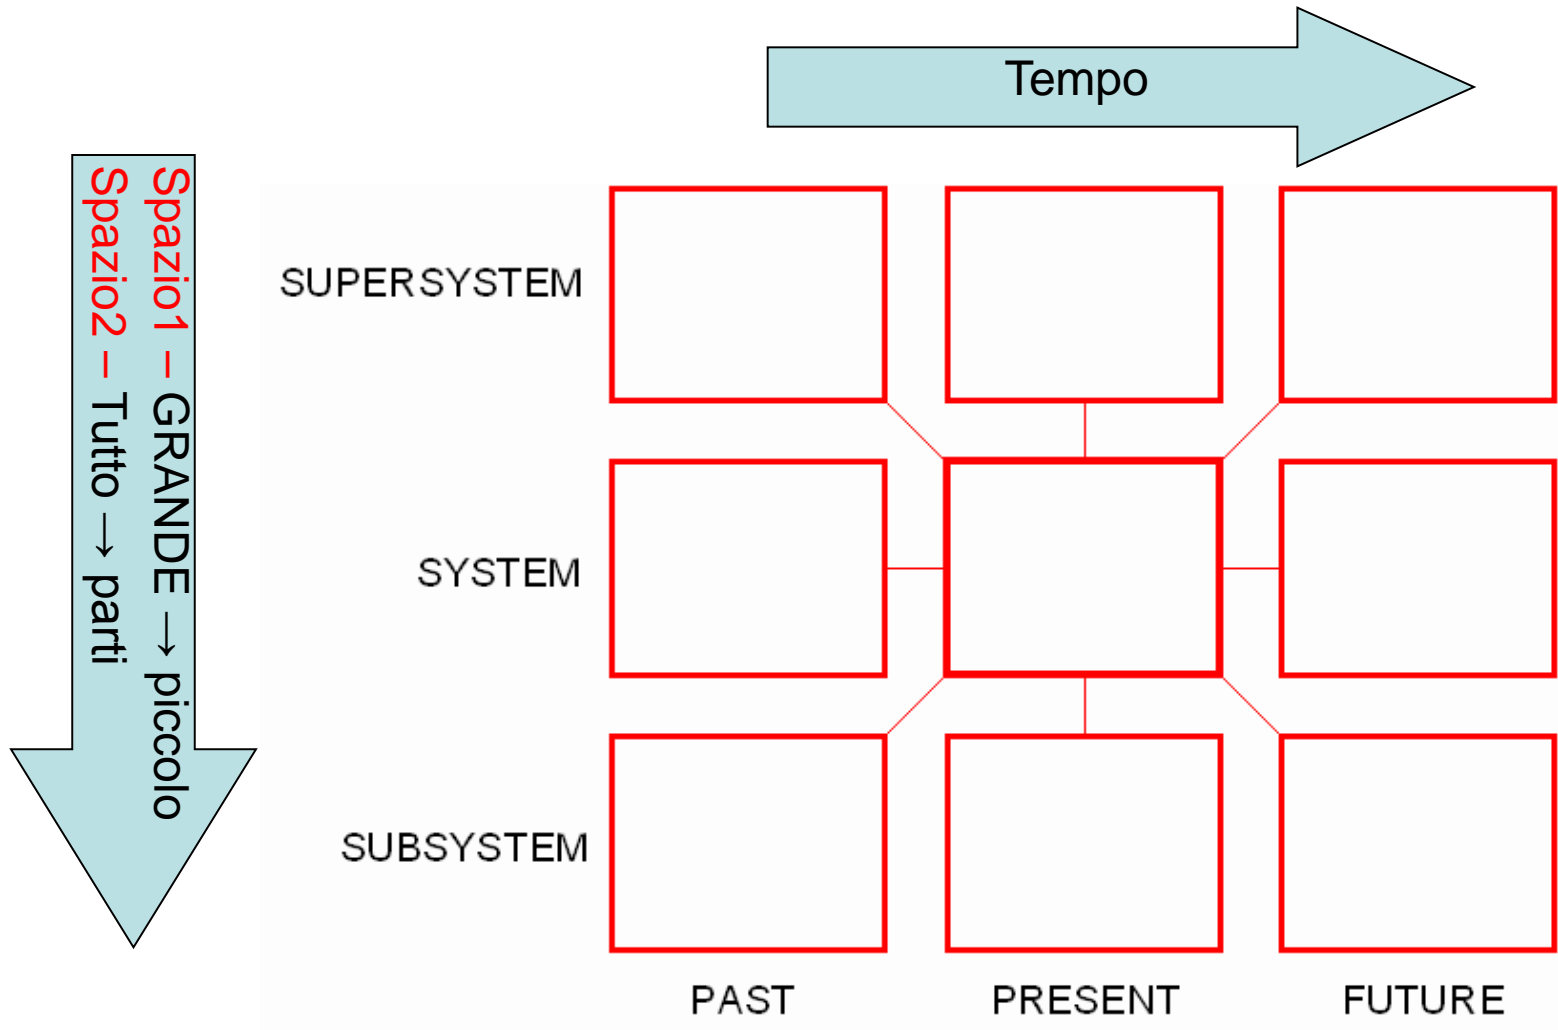 Tempo
Spazio1 – GRANDE → piccolo
Spazio2 – Tutto → parti
SUPERSYSTEM
SYSTEM
SUBSYSTEM
PAST PRESENT FUTURE